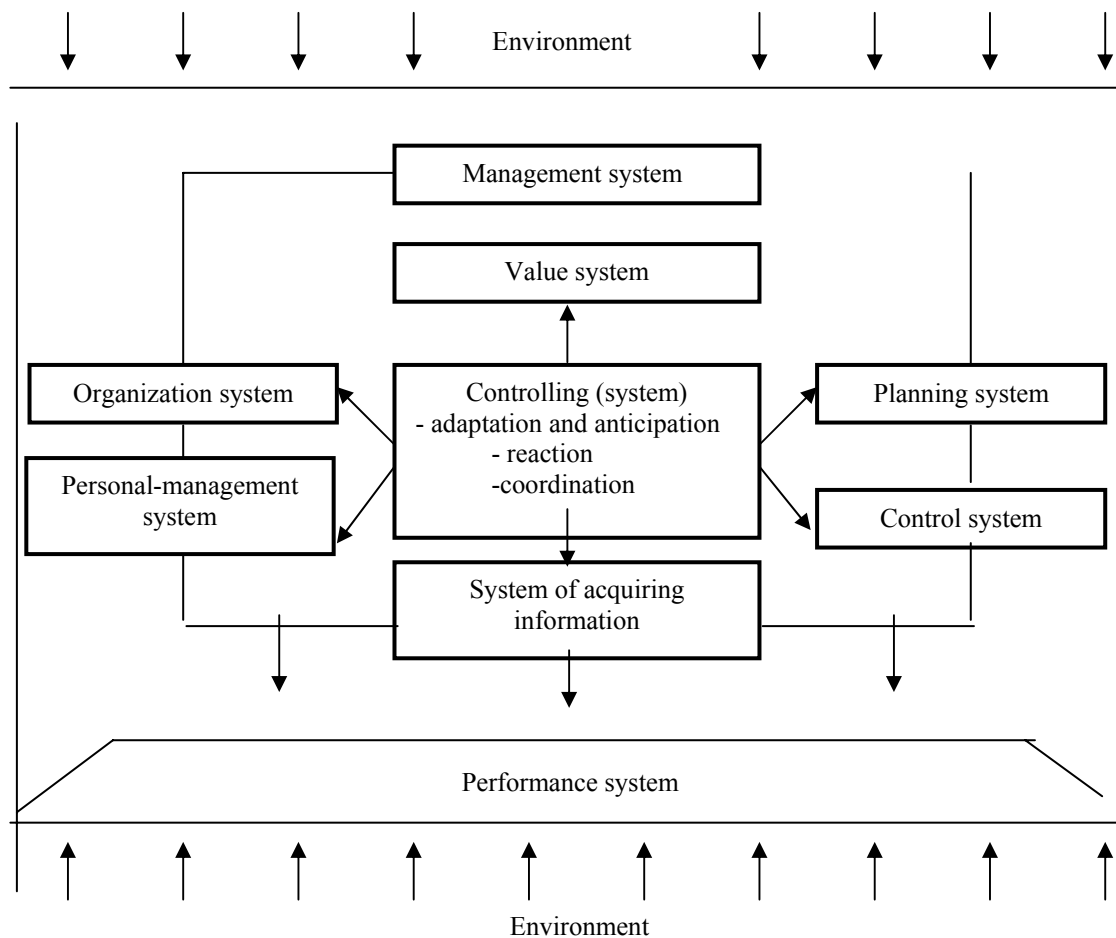 Environment
Management system
Value system
Organization system
Controlling (system)
- adaptation and anticipation
- reaction
-coordination
Planning system
Personal-management
system
Control system
System of acquiring
information
Performance system
Environment